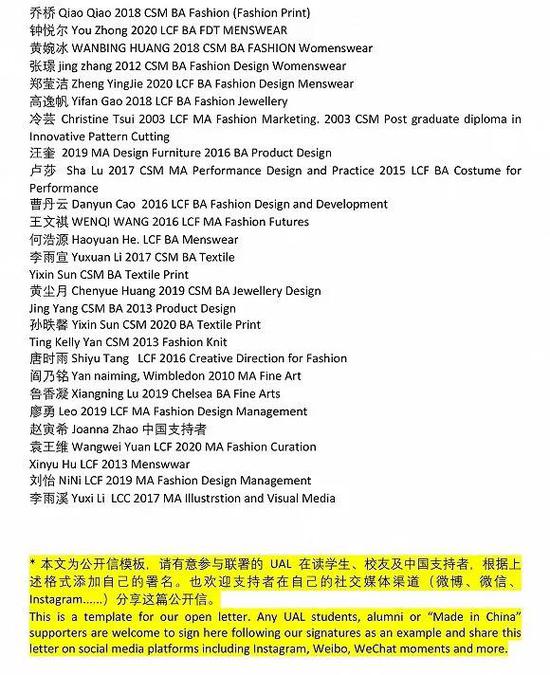 乔桥 Qiao Qiao 2018 CSM BA Fashion (Fashion Print)
钟悦尔 You Zhong 2020 LCF BA FDT MENSWEAR
黄婉冰 WANBING HUANG 2018 CSM BA FASHION Womenswear
张璟 jing zhang 2012 CSM BA Fashion Design Womenswear
郑莹洁 Zheng YingJie 2020 LCF BA Fashion Design Menswear
高逸帆 Yifan Gao 2018 LCF BA Fashion Jewellery
冷芸 Christine Tsui 2003 LCF MA Fashion Marketing. 2003 CSM Post graduate diploma in
Innovative Pattern Cutting
汪奎 2019 MA Design Furniture 2016 BA Product Design
卢莎 Sha Lu 2017 CSM MA Performance Design and Practice 2015 LCF BA Costume for
Performance
曹丹云 Danyun Cao 2016 LCF BA Fashion Design and Development
王文祺 WENQI WANG 2016 LCF MA Fashion Futures
何浩源 Haoyuan He. LCF BA Menswear
李雨宣 Yuxuan Li 2017 CSM BA Textile
Yixin Sun CSM BA Textile Print
黄尘月 Chenyue Huang 2019 CSM BA Jewellery Design
Jing Yang CSM BA 2013 Product Design
孙昳馨 Yixin Sun CSM 2020 BA Textile Print
Ting Kelly Yan CSM 2013 Fashion Knit
唐时雨 Shiyu Tang LCF 2016 Creative Direction for Fashion
阎乃铭 Yan naiming, Wimbledon 2010 MA Fine Art
鲁香凝 Xiangning Lu 2019 Chelsea BA Fine Arts
廖勇 Leo 2019 LCF MA Fashion Design Management
赵寅希 Joanna Zhao 中国支持者
袁王维 Wangwei Yuan LCF 2020 MA Fashion Curation
Xinyu Hu LCF 2013 Menswwar
刘怡 NiNi LCF 2019 MA Fashion Design Management
李雨溪 Yuxi Li LCC 2017 MA Illustrstion and Visual Media
* 本文为公开信模板，请有意参与联署的 UAL 在读学生、校友及中国支持者，根据上
述格式添加自己的署名。也欢迎支持者在自己的社交媒体渠道（微博、微信、
Instagram……）分享这篇公开信。
This is a template for our open letter. Any UAL students, alumni or “Made in China”
supporters are welcome to sign here following our signatures as an example and share this
letter on social media platforms including Instagram, Weibo, WeChat moments and more.